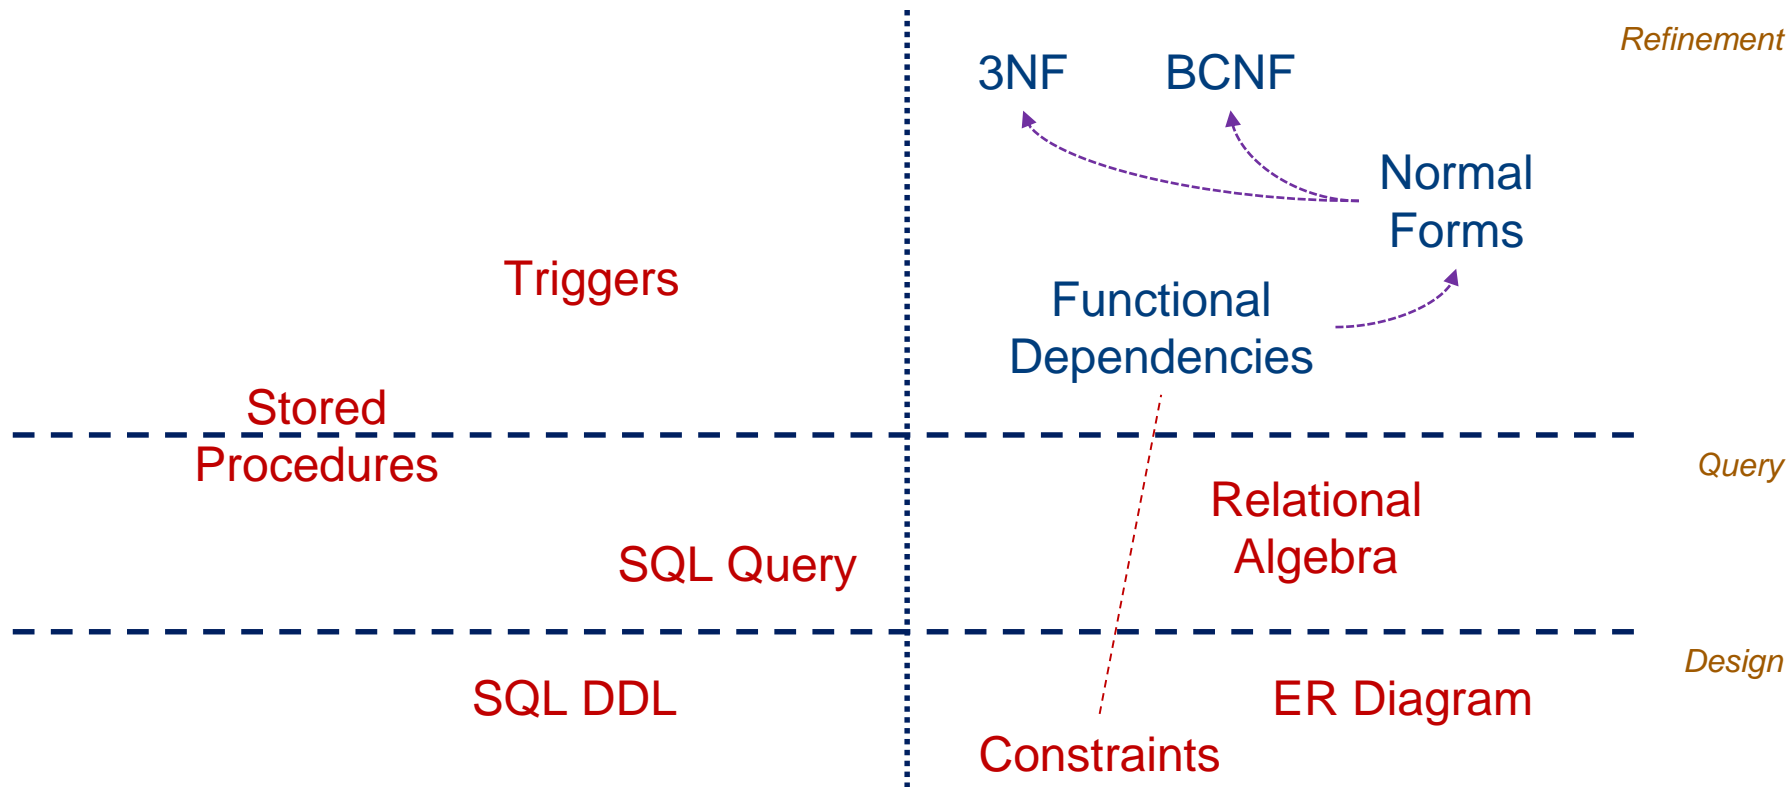 Refinement
3NF
BCNF
Normal
Forms
Triggers
Functional
Dependencies
Stored
Procedures
Query
Relational
Algebra
SQL Query
Design
SQL DDL
ER Diagram
Constraints